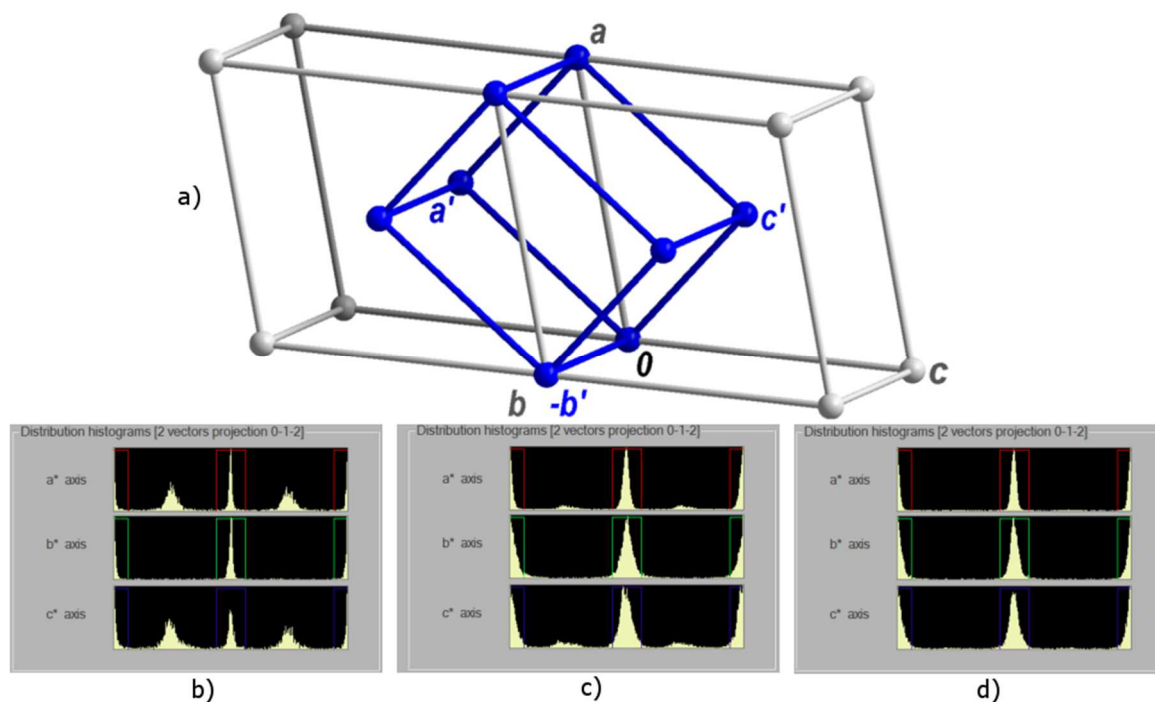 a
a)
a'
c'
0
c
b -b'
Distribution histograms [2 vectors projection 0-1-2]
a* axis
b* axis
c* axis
b)
Distribution histograms [2 vectors projection 0-1-2]
a* axis
b* axis
c* axis
c)
Distribution histograms [2 vectors projection 0-1-2]
a* axis
b* axis
c* axis
d)